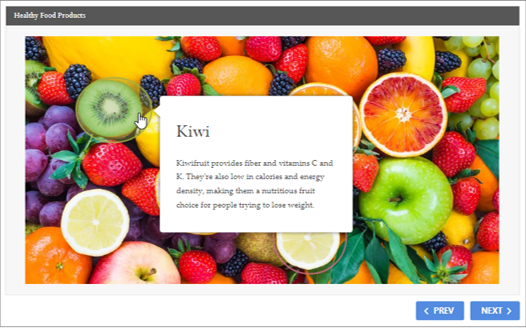 Healthy Food Products
Kiwi
Kiwifruit provides fiber and vitamins C and
K. They're also low in calories and energy
density, making them a nutritious fruit
choice for people trying to lose weight.
PREV
NEXT